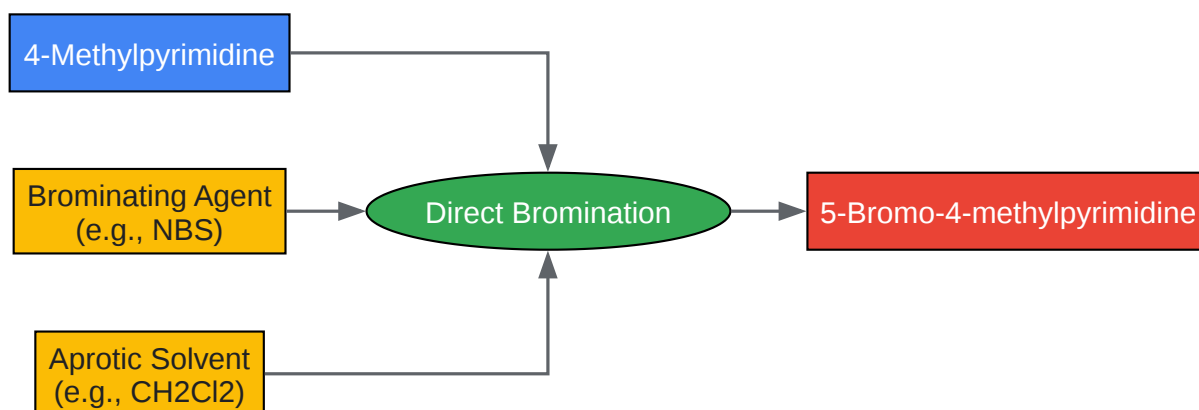 4-Methylpyrimidine
Brominating Agent
(e.g., NBS)
Direct Bromination
5-Bromo-4-methylpyrimidine
Aprotic Solvent
(e.g., CH2Cl2)